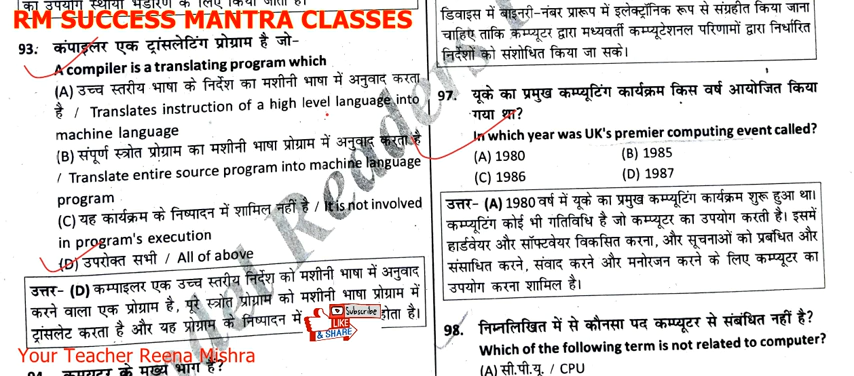 RM SUCCESS MANTRA CLASSES
93. कंपाइलर एक ट्रांसलेटिंग प्रोग्राम है जो-
A compiler is a translating program which
(A) उच्च स्तरीय भाषा के निर्देश का मशीनी भाषा में अनुवाद करता
है / Translates instruction of a high level language into
machine language
(B) संपूर्ण स्त्रोत प्रोग्राम का मशीनी भाषा प्रोग्राम में अनुवाद करता है
/ Translate entire source program into machine language
program
(C) यह कार्यक्रम के निष्पादन में शामिल नहीं है / It is not involved
in program's execution
(D) उपरोक्त सभी / All of above
उत्तर- (D) कम्पाइलर एक उच्च स्तरीय निर्देश को मशीनी भाषा में अनुवाद
करने वाला एक प्रोग्राम है, पूरे स्त्रोत प्रोग्राम को मशीनी भाषा प्रोग्राम में
ट्रांसलेट करता है और यह प्रोग्राम के निष्पादन में होता है।
Subscribe
LIKE
& SHARE
Your Teacher Reena Mishra
कम्प्यूटर के मुख्य भाग हैं?
डिवाइस में बाइनरी-नंबर प्रारूप में इलेक्ट्रॉनिक रूप से संग्रहीत किया जाना
चाहिए ताकि कम्प्यूटर द्वारा मध्यवर्ती कम्प्यूटेशनल परिणामों द्वारा निर्धारित
निर्देशों को संशोधित किया जा सके।
97. यूके का प्रमुख कम्प्यूटिंग कार्यक्रम किस वर्ष आयोजित किया
गया था?
In which year was UK's premier computing event called?
(A) 1980 (B) 1985
(C) 1986 (D) 1987
उत्तर- (A) 1980 वर्ष में यूके का प्रमुख कम्प्यूटिंग कार्यक्रम शुरू हुआ था।
कम्प्यूटिंग कोई भी गतिविधि है जो कम्प्यूटर का उपयोग करती है। इसमें
हार्डवेयर और सॉफ्टवेयर विकसित करना, और सूचनाओं को प्रबंधित और
संसाधित करने, संवाद करने और मनोरंजन करने के लिए कम्प्यूटर का
उपयोग करना शामिल है।
98. निम्नलिखित में से कौनसा पद कम्प्यूटर से संबंधित नहीं है?
Which of the following term is not related to computer?
(A) सी.पी.यू. / CPU